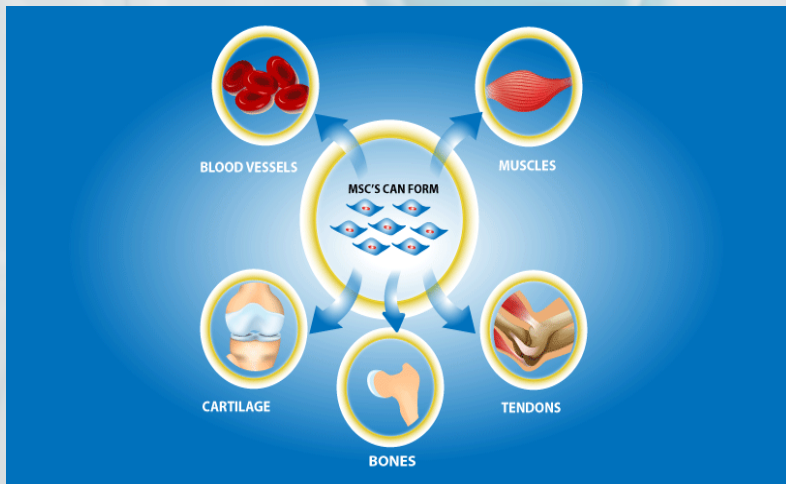 BLOOD VESSELS
MUSCLES
MSC'S CAN FORM
CARTILAGE
TENDONS
BONES